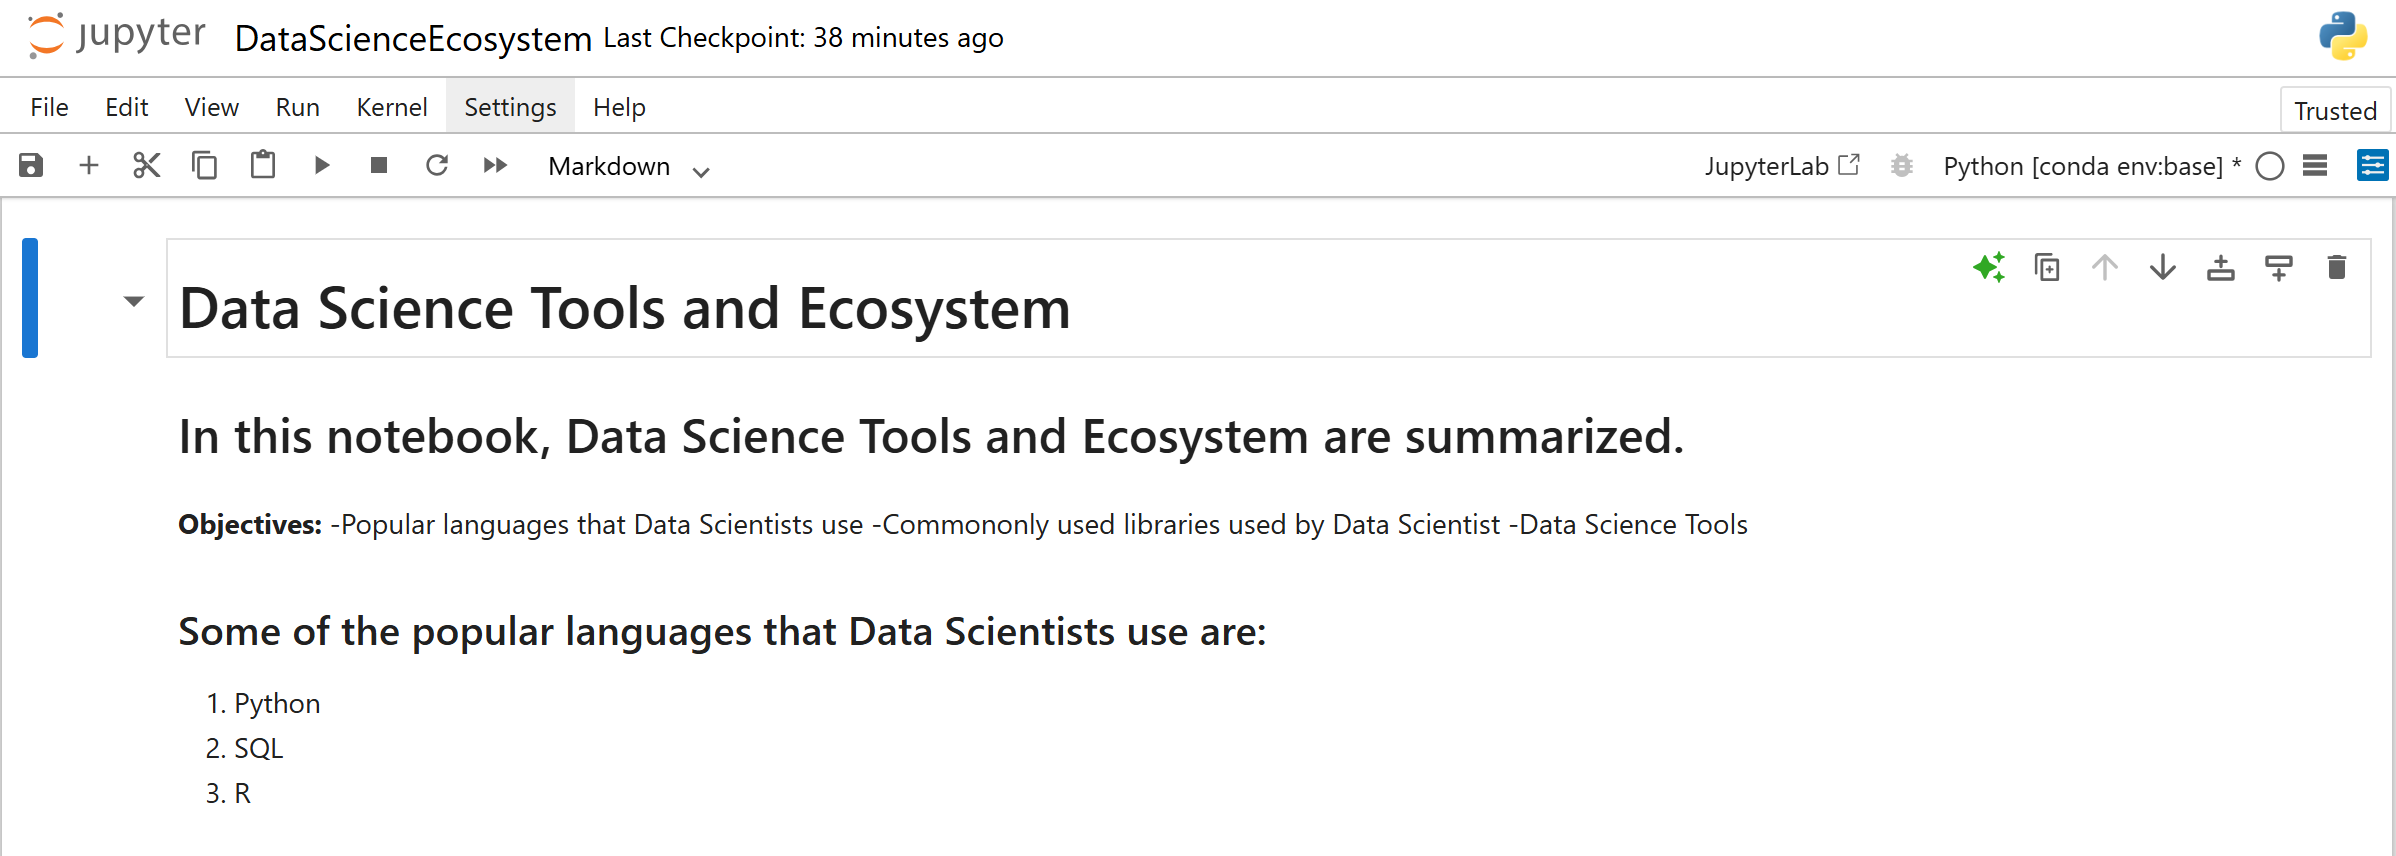 jupyter DataScienceEcosystem Last Checkpoint: 38 minutes ago
File Edit View Run Kernel Settings Help Trusted
Markdown JupyterLab Python [conda env:base] *
Data Science Tools and Ecosystem
In this notebook, Data Science Tools and Ecosystem are summarized.
Objectives: -Popular languages that Data Scientists use -Commononly used libraries used by Data Scientist -Data Science Tools
Some of the popular languages that Data Scientists use are:
1. Python
2. SQL
3. R